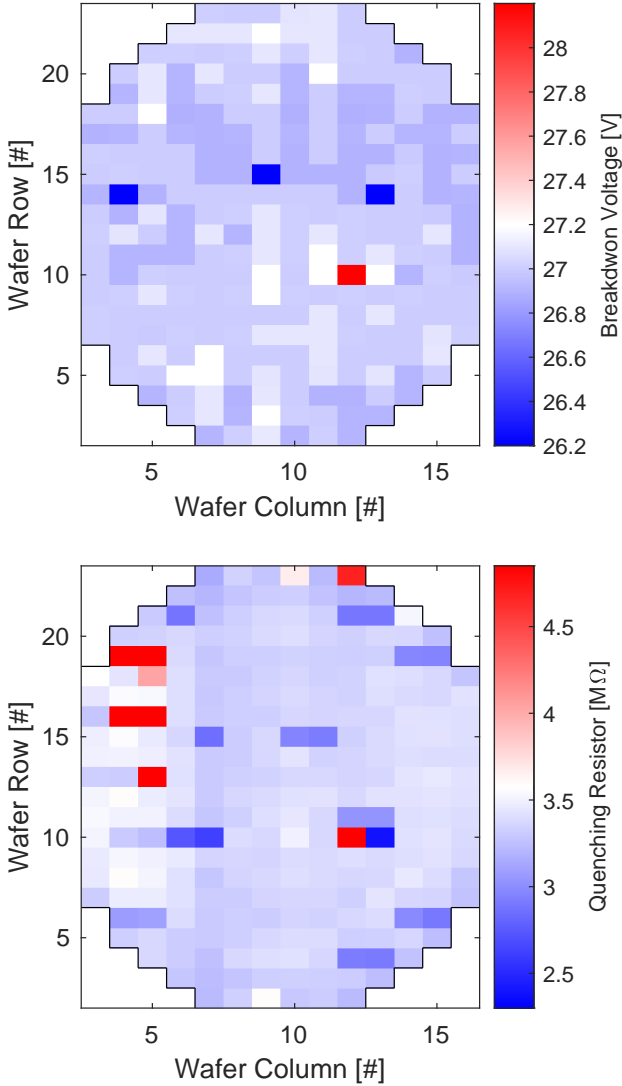 28
27.8
27.6
27.4
27.2
27
26.8
26.6
26.4
26.2
Breakdwon Voltage [V]
20
15
10
5
Wafer Row [#]
5 10 15
Wafer Column [#]
4.5
4
3.5
3
2.5
Quenching Resistor [MΩ]
20
15
10
5
Wafer Row [#]
5 10 15
Wafer Column [#]